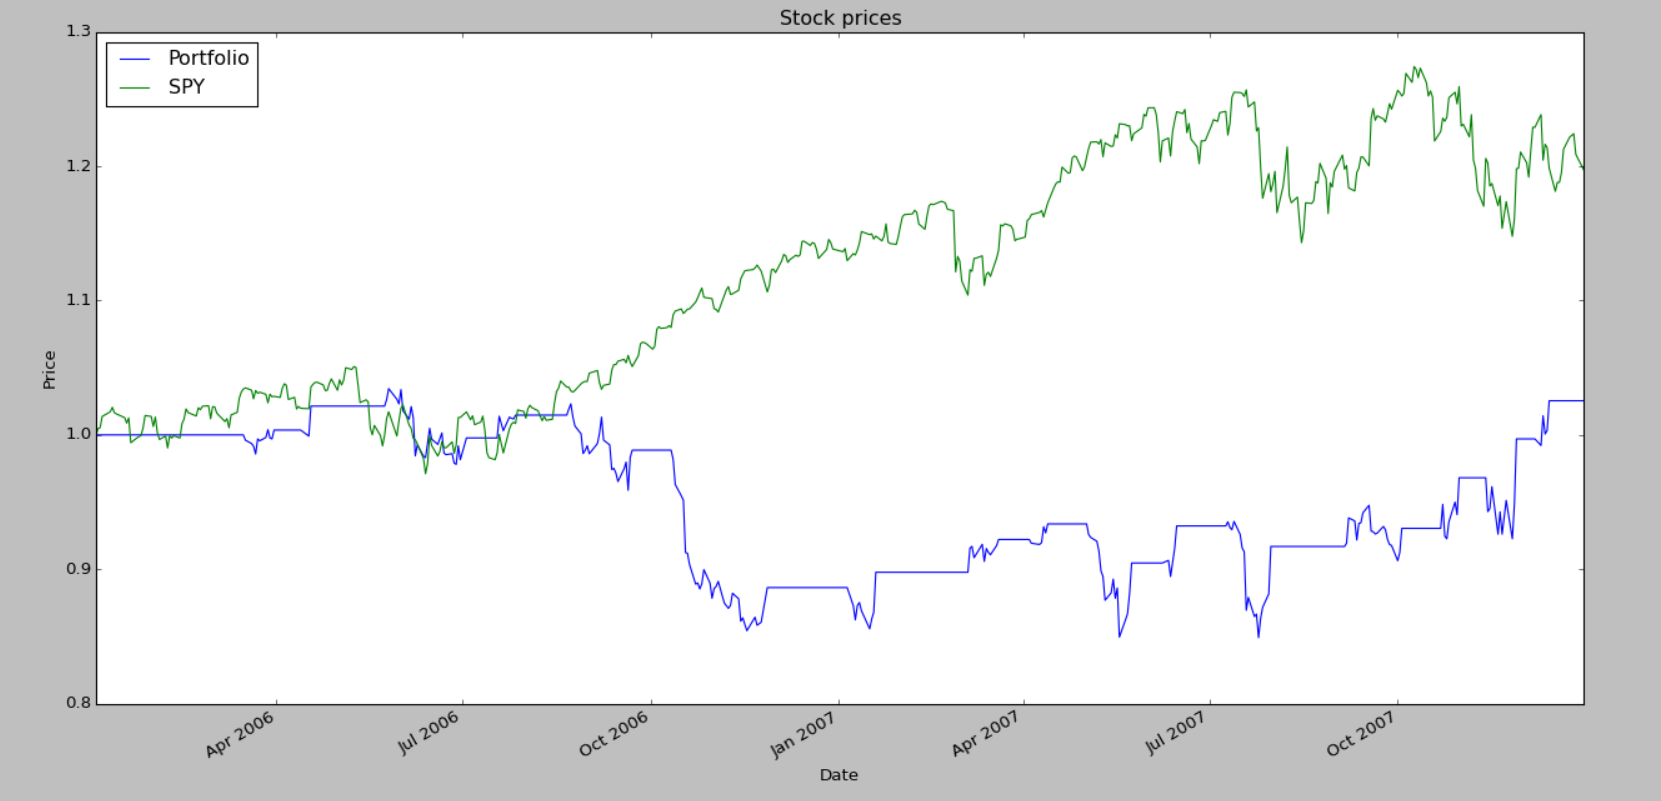 Stock prices
Portfolio
SPY
1.3
1.2
1.1
1.0
0.9
0.8
Price
Apr 2006
Jul 2006
Oct 2006
Jan 2007
Apr 2007
Jul 2007
Oct 2007
Date